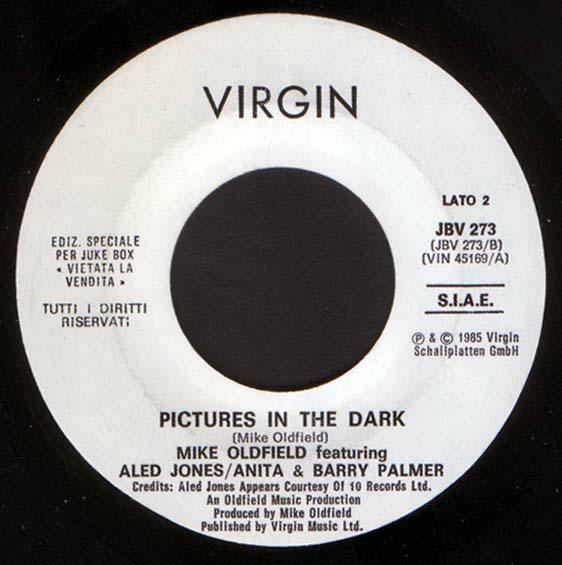 VIRGIN
EDIZ. SPECIALE
PER JUKE BOX
« VIETATA LA
VENDITA »
TUTTI I DIRITTI
RISERVATI
LATO 2
JBV 273
(JBV 273/B)
(VIN 45169/A)
S.I.A.E.
℗ & © 1985 Virgin
Schallplatten GmbH
PICTURES IN THE DARK
(Mike Oldfield)
MIKE OLDFIELD featuring
ALED JONES/ANITA & BARRY PALMER
Credits: Aled Jones Appears Courtesy Of 10 Records Ltd.
An Oldfield Music Production
Produced by Mike Oldfield
Published by Virgin Music Ltd.